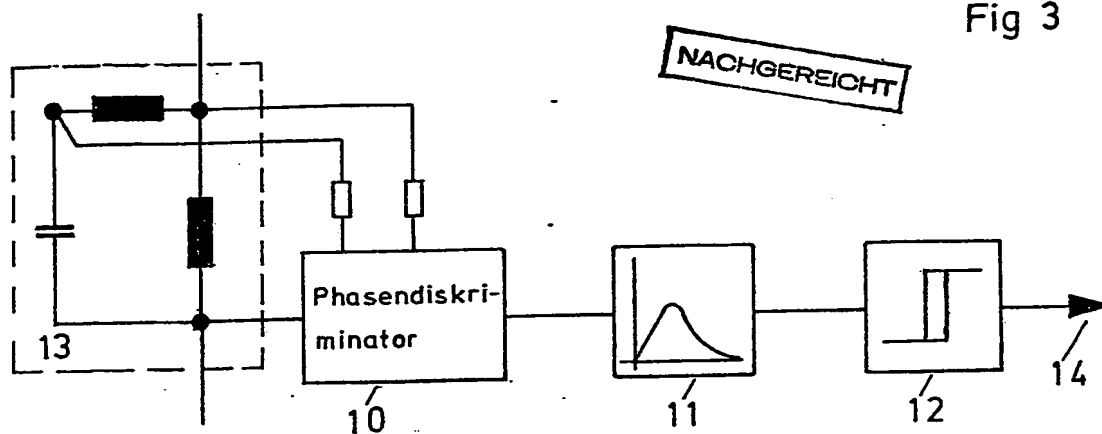 Fig 3
NACHGEREICHT
Phasendiskri-
minator
13
10
11
12
14